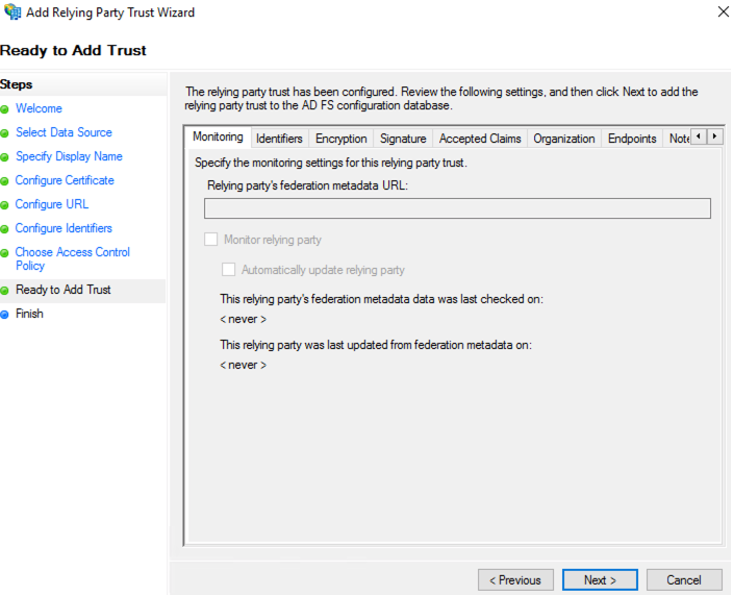 Add Relying Party Trust Wizard
Ready to Add Trust
Steps
Welcome
Select Data Source
Specify Display Name
Configure Certificate
Configure URL
Configure Identifiers
Choose Access Control
Policy
Ready to Add Trust
Finish
The relying party trust has been configured. Review the following settings, and then click Next to add the
relying party trust to the AD FS configuration database.
Monitoring Identifiers Encryption Signature Accepted Claims Organization Endpoints
Specify the monitoring settings for this relying party trust.
Relying party's federation metadata URL:
Monitor relying party
Automatically update relying party
This relying party's federation metadata data was last checked on:
< never >
This relying party was last updated from federation metadata on:
< never >
< Previous Next > Cancel